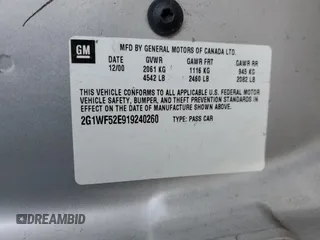 GM
MFD BY GENERAL MOTORS OF CANADA LTD.
DATE GVWR GAWR FRT GAWR RR
12/00 2061 KG 1116 KG 945 KG
4542 LB 2460 LB 2082 LB
THIS VEHICLE CONFORMS TO ALL APPLICABLE U.S. FEDERAL MOTOR
VEHICLE SAFETY, BUMPER, AND THEFT PREVENTION STANDARDS
IN EFFECT ON THE DATE OF MANUFACTURE SHOWN ABOVE.
2G1WF52E919240260 TYPE: PASS CAR
DREAMBID